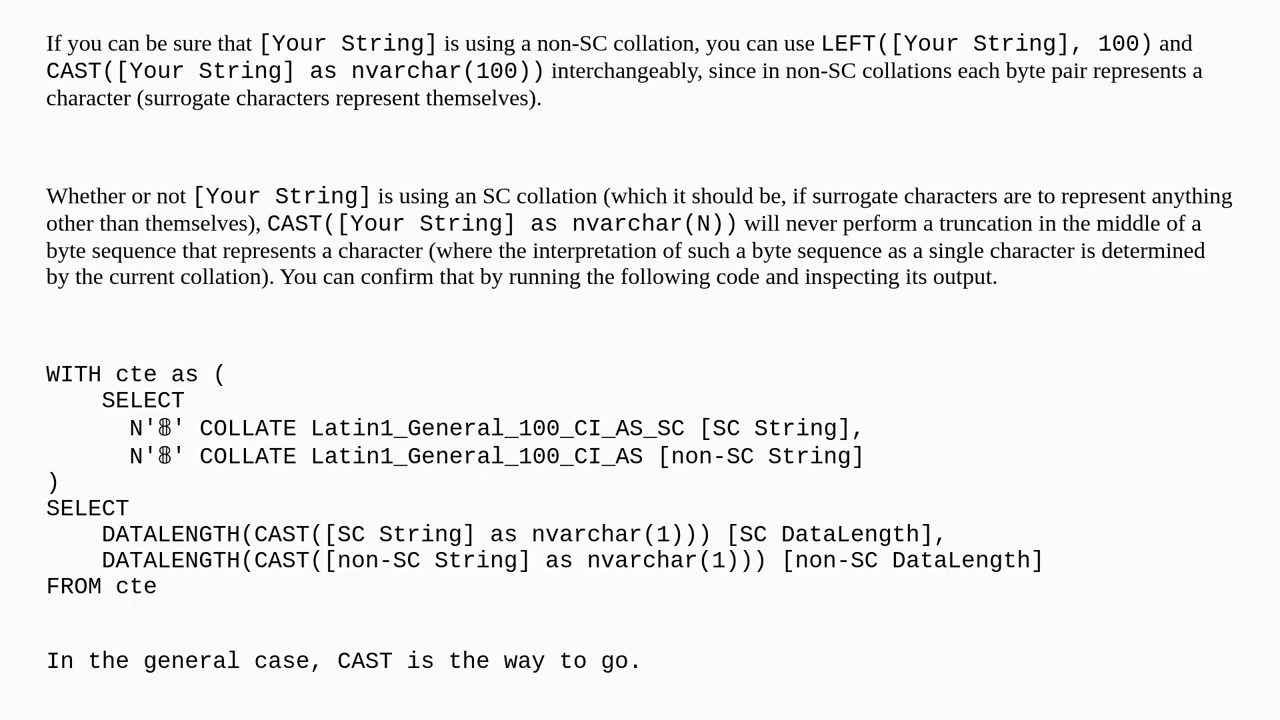 If you can be sure that [Your String] is using a non-SC collation, you can use LEFT([Your String], 100) and
CAST([Your String] as nvarchar(100)) interchangeably, since in non-SC collations each byte pair represents a
character (surrogate characters represent themselves).
Whether or not [Your String] is using an SC collation (which it should be, if surrogate characters are to represent anything
other than themselves), CAST([Your String] as nvarchar(N)) will never perform a truncation in the middle of a
byte sequence that represents a character (where the interpretation of such a byte sequence as a single character is determined
by the current collation). You can confirm that by running the following code and inspecting its output.
WITH cte as (
    SELECT
      N'𝟠' COLLATE Latin1_General_100_CI_AS_SC [SC String],
      N'𝟠' COLLATE Latin1_General_100_CI_AS [non-SC String]
)
SELECT
    DATALENGTH(CAST([SC String] as nvarchar(1))) [SC DataLength],
    DATALENGTH(CAST([non-SC String] as nvarchar(1))) [non-SC DataLength]
FROM cte
In the general case, CAST is the way to go.